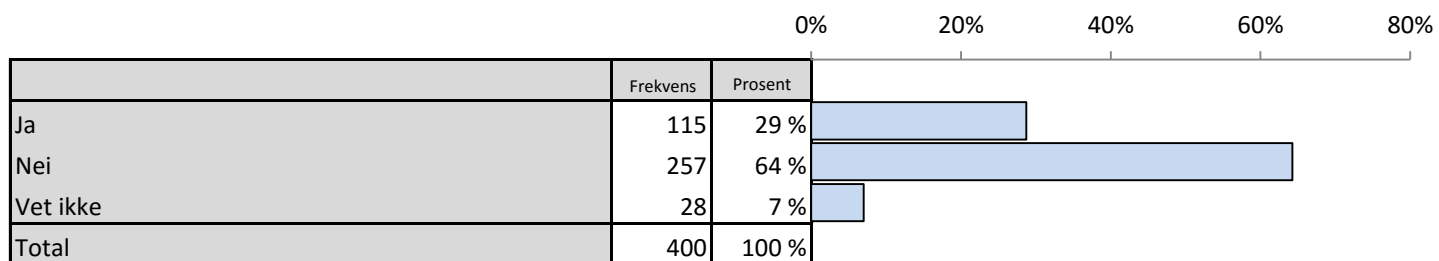 0% 20% 40% 60% 80%
Frekvens Prosent
Ja 115 29 %
Nei 257 64 %
Vet ikke 28 7 %
Total 400 100 %